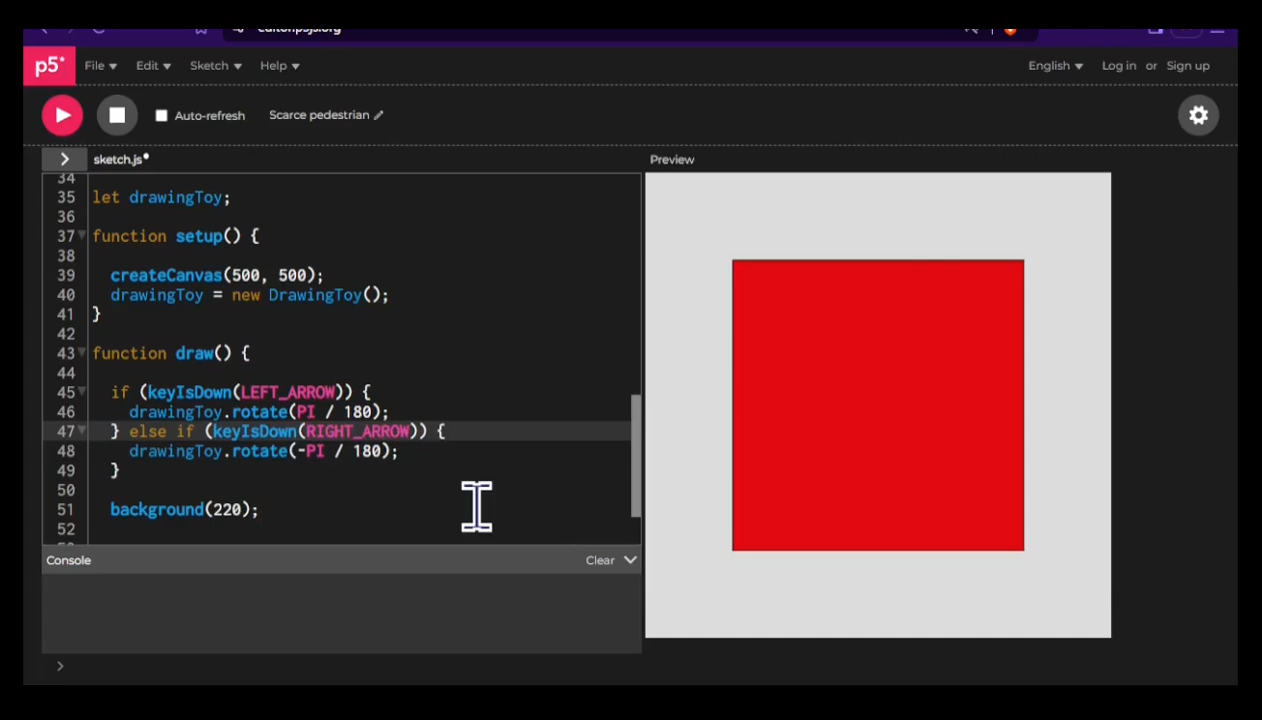 editor.p5js.org
p5* File Edit Sketch Help English Log in or Sign up
Auto-refresh Scarce pedestrian
> sketch.js Preview
34
35 let drawingToy;
36
37 function setup() {
38
39 createCanvas(500, 500);
40 drawingToy = new DrawingToy();
41 }
42
43 function draw() {
44
45 if (keyIsDown(LEFT_ARROW)) {
46 drawingToy.rotate(PI / 180);
47 } else if (keyIsDown(RIGHT_ARROW)) {
48 drawingToy.rotate(-PI / 180);
49 }
50
51 background(220);
52
Console Clear
>